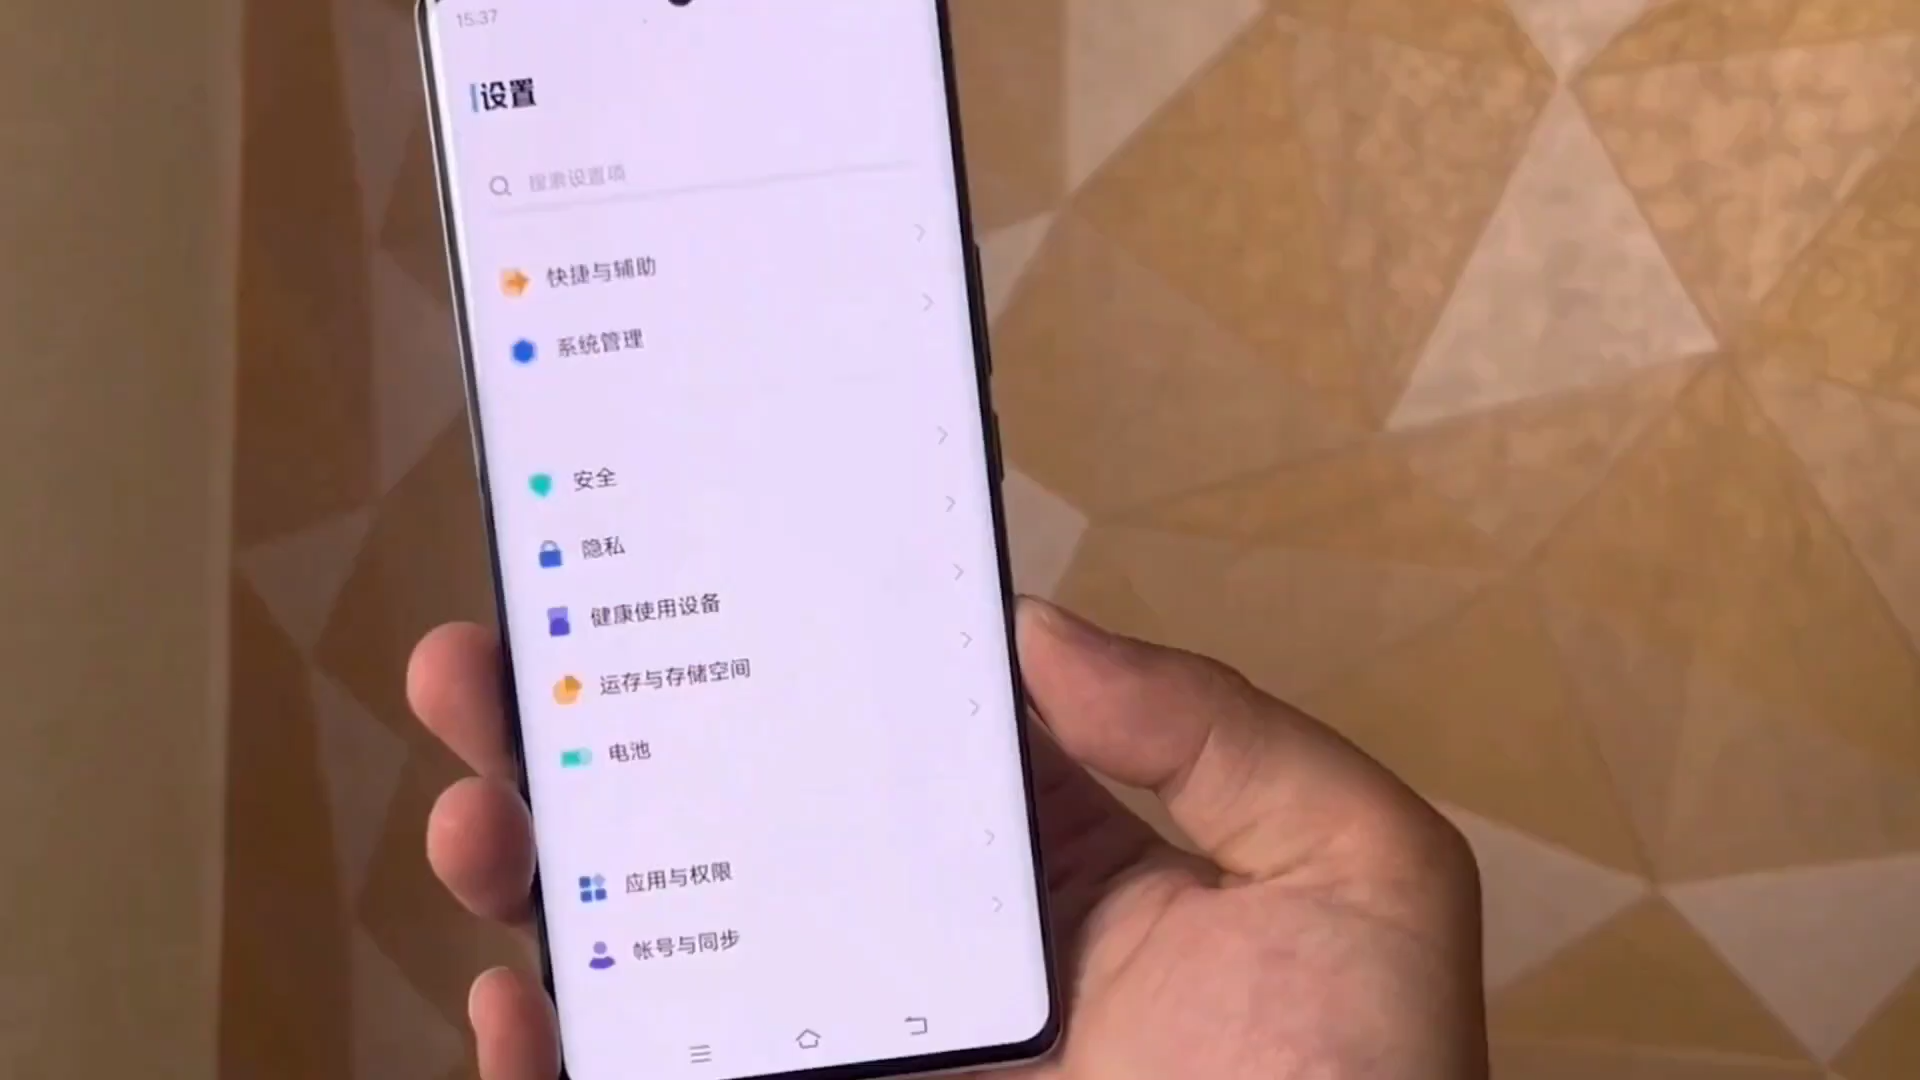 15:37
设置
搜索设置项
快捷与辅助
系统管理
安全
隐私
健康使用设备
运存与存储空间
电池
应用与权限
帐号与同步